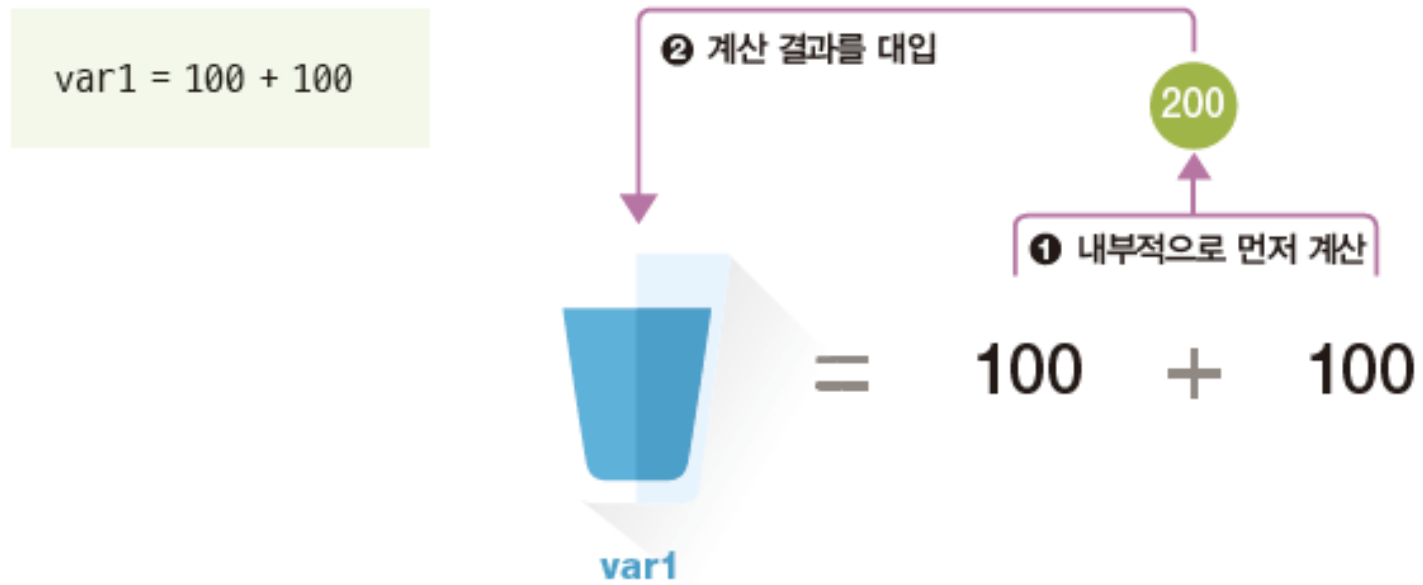 var1 = 100 + 100
❷ 계산 결과를 대입
200
❶ 내부적으로 먼저 계산
= 100 + 100
var1